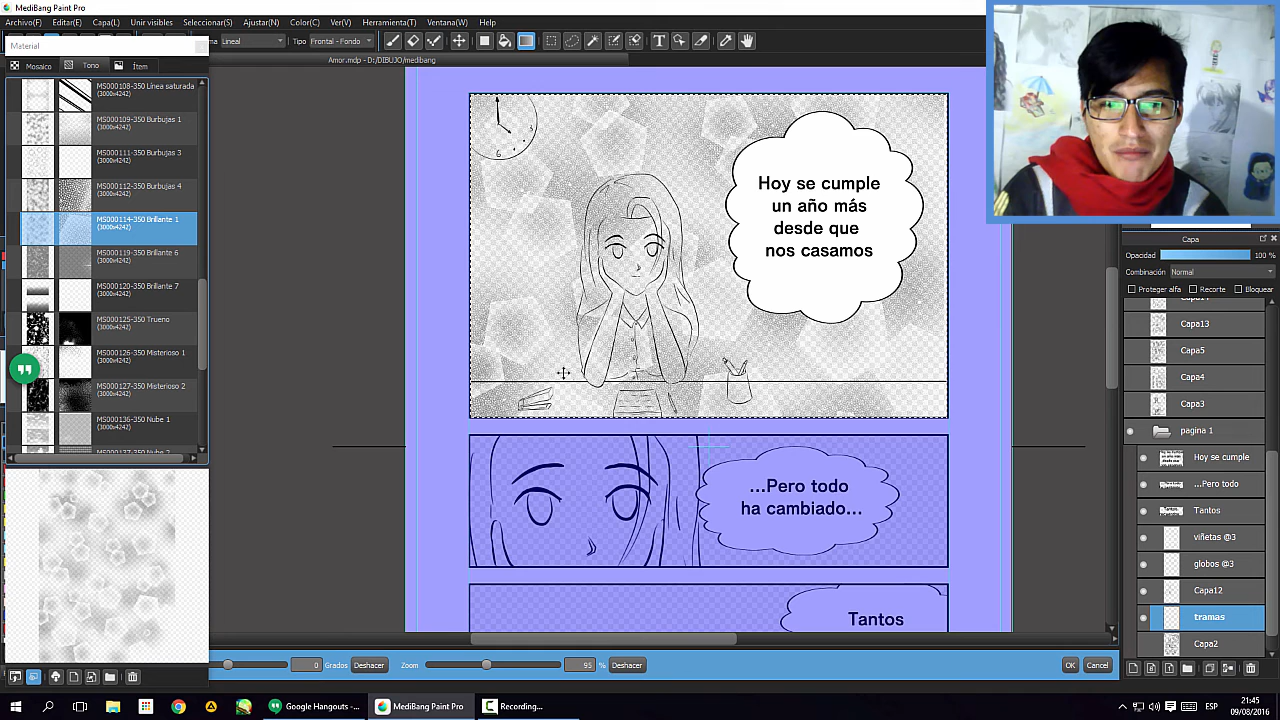 MediBang Paint Pro
Archivo(F) Editar(E) Capa(L) Unir visibles Seleccionar(S) Ajustar(N) Color(C) Ver(V) Herramienta(T) Ventana(W) Help
Material
Lineal Tipo Frontal - Fondo
Amor.mdp - D:/DIBUJO/medibang
Mosaico Tono Ítem
MS000108-350 Línea saturada
(3000x4242)
MS000109-350 Burbujas 1
(3000x4242)
MS000111-350 Burbujas 3
(3000x4242)
MS000112-350 Burbujas 4
(3000x4242)
MS000114-350 Brillante 1
(3000x4242)
MS000119-350 Brillante 6
(3000x4242)
MS000120-350 Brillante 7
(3000x4242)
MS000125-350 Trueno
(3000x4242)
MS000126-350 Misterioso 1
(3000x4242)
MS000127-350 Misterioso 2
(3000x4242)
MS000136-350 Nube 1
(3000x4242)
Hoy se cumple
un año más
desde que
nos casamos
6
...Pero todo
ha cambiado...
Tantos
Capa
Opacidad 100 %
Combinación Normal
Proteger alfa Recorte Bloquear
Capa13
Capa5
Capa4
Capa3
pagina 1
Hoy se cumple
...Pero todo
Tantos
viñetas @3
globos @3
Capa12
tramas
Capa2
0 Grados Deshacer Zoom 95 % Deshacer OK Cancel
Google Hangouts - ... MediBang Paint Pro Recording...
ESP
21:45
09/08/2016